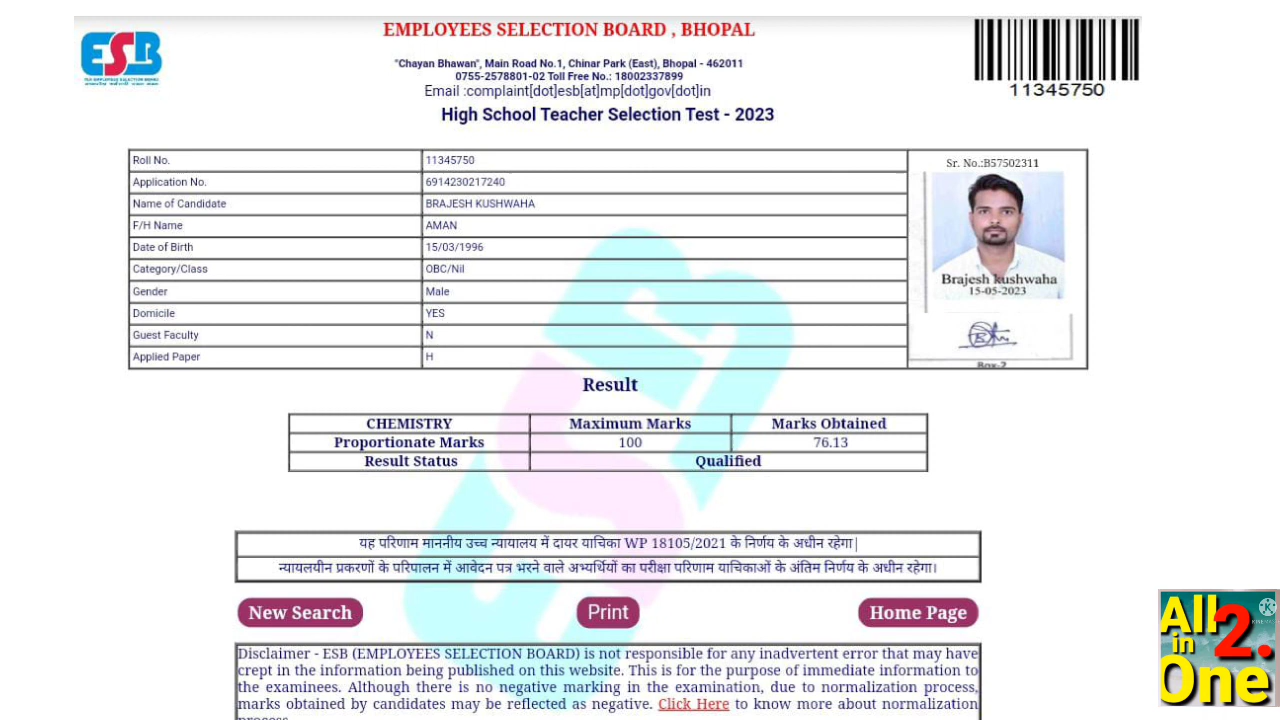 EMPLOYEES SELECTION BOARD , BHOPAL
ESB
"Chayan Bhawan", Main Road No.1, Chinar Park (East), Bhopal - 462011
0755-2578801-02 Toll Free No.: 18002337899
Email :complaint[dot]esb[at]mp[dot]gov[dot]in
11345750
High School Teacher Selection Test - 2023
Roll No. 11345750
Application No. 6914230217240
Name of Candidate BRAJESH KUSHWAHA
F/H Name AMAN
Date of Birth 15/03/1996
Category/Class OBC/Nil
Gender Male
Domicile YES
Guest Faculty N
Applied Paper H
Sr. No.:B57502311
Brajesh kushwaha
15-05-2023
Box-2
Result
CHEMISTRY Maximum Marks Marks Obtained
Proportionate Marks 100 76.13
Result Status Qualified
यह परिणाम माननीय उच्च न्यायालय में दायर याचिका WP 18105/2021 के निर्णय के अधीन रहेगा|
न्यायलयीन प्रकरणों के परिपालन में आवेदन पत्र भरने वाले अभ्यर्थियों का परीक्षा परिणाम याचिकाओं के अंतिम निर्णय के अधीन रहेगा।
New Search Print Home Page
Disclaimer - ESB (EMPLOYEES SELECTION BOARD) is not responsible for any inadvertent error that may have
crept in the information being published on this website. This is for the purpose of immediate information to
the examinees. Although there is no negative marking in the examination, due to normalization process,
marks obtained by candidates may be reflected as negative. Click Here to know more about normalization
process.
All
in 2.
One